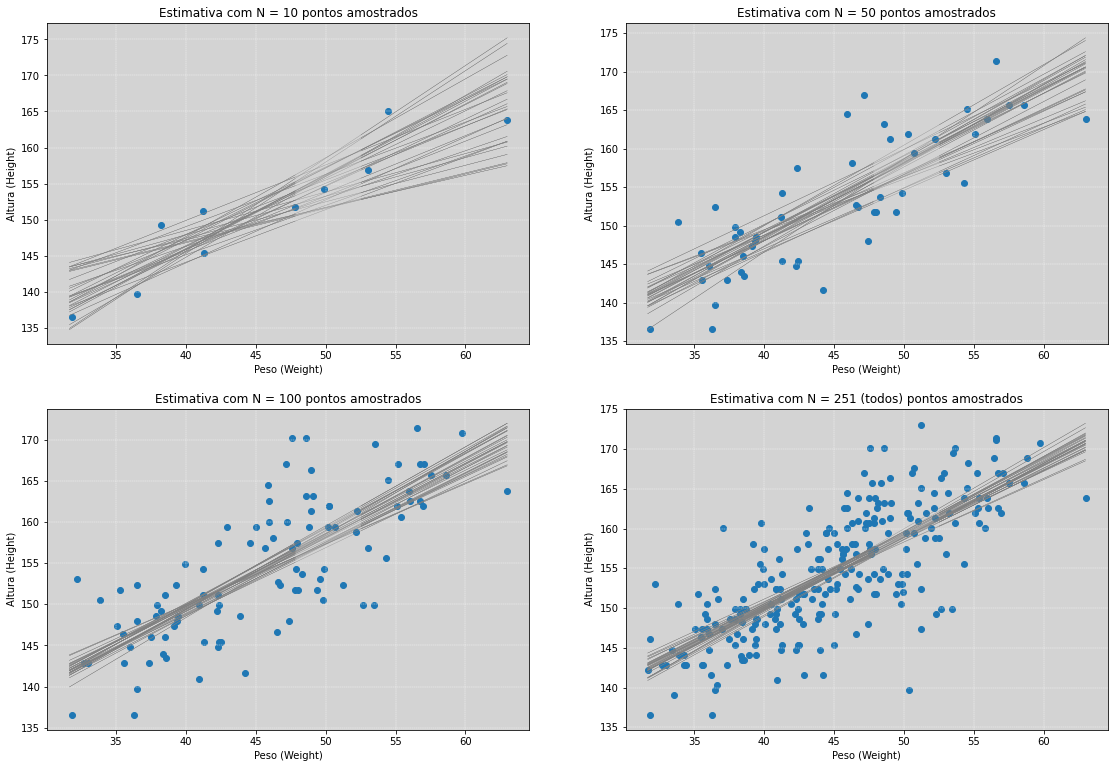 Estimativa com N = 10 pontos amostrados
175
170
165
160
155
150
145
140
135
Altura (Height)
35 40 45 50 55 60
Peso (Weight)
Estimativa com N = 50 pontos amostrados
175
170
165
160
155
150
145
140
135
Altura (Height)
35 40 45 50 55 60
Peso (Weight)
Estimativa com N = 100 pontos amostrados
170
165
160
155
150
145
140
135
Altura (Height)
35 40 45 50 55 60
Peso (Weight)
Estimativa com N = 251 (todos) pontos amostrados
175
170
165
160
155
150
145
140
135
Altura (Height)
35 40 45 50 55 60
Peso (Weight)